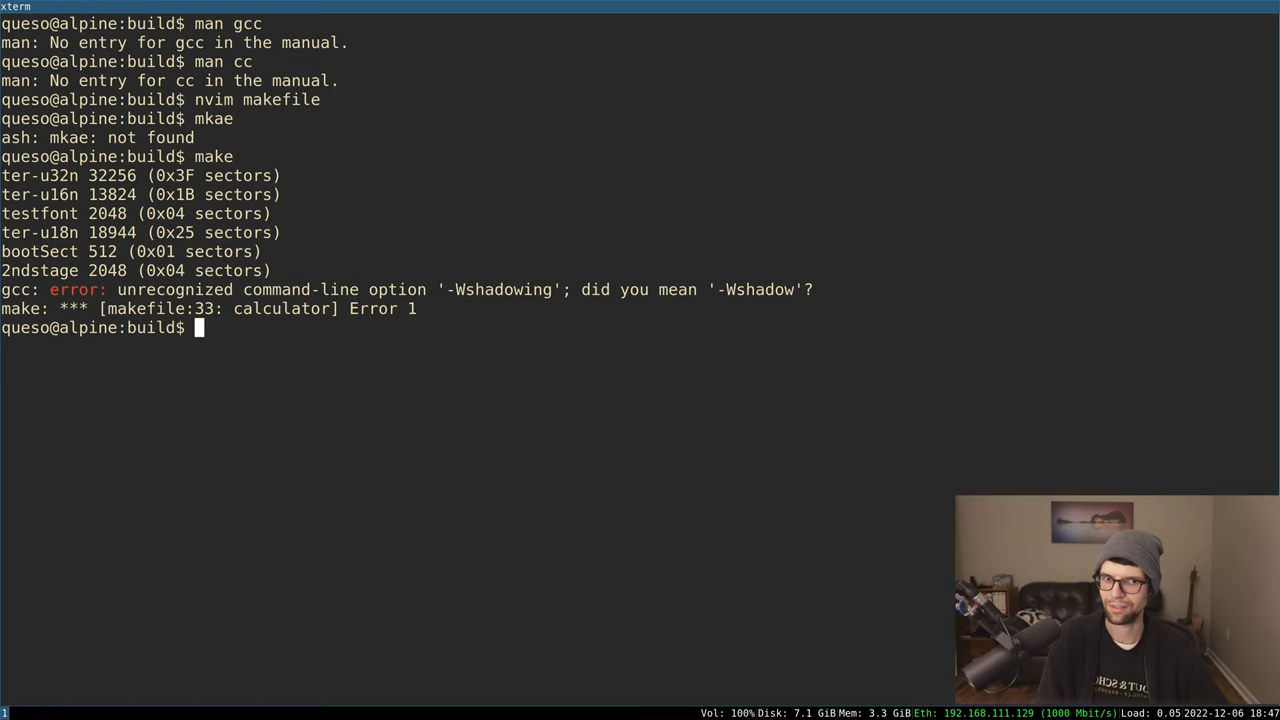 xterm
queso@alpine:build$ man gcc
man: No entry for gcc in the manual.
queso@alpine:build$ man cc
man: No entry for cc in the manual.
queso@alpine:build$ nvim makefile
queso@alpine:build$ mkae
ash: mkae: not found
queso@alpine:build$ make
ter-u32n 32256 (0x3F sectors)
ter-u16n 13824 (0x1B sectors)
testfont 2048 (0x04 sectors)
ter-u18n 18944 (0x25 sectors)
bootSect 512 (0x01 sectors)
2ndstage 2048 (0x04 sectors)
gcc: error: unrecognized command-line option '-Wshadowing'; did you mean '-Wshadow'?
make: *** [makefile:33: calculator] Error 1
queso@alpine:build$
1 Vol: 100% Disk: 7.1 GiB Mem: 3.3 GiB Eth: 192.168.111.129 (1000 Mbit/s) Load: 0.05 2022-12-06 18:47